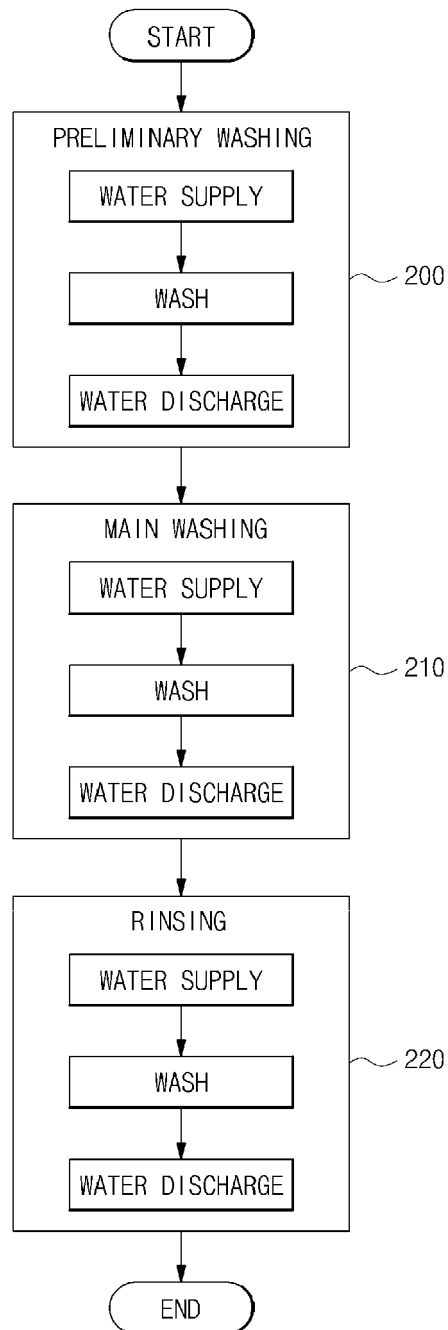 START
PRELIMINARY WASHING
WATER SUPPLY
WASH
200
WATER DISCHARGE
MAIN WASHING
WATER SUPPLY
WASH
210
WATER DISCHARGE
RINSING
WATER SUPPLY
WASH
220
WATER DISCHARGE
END